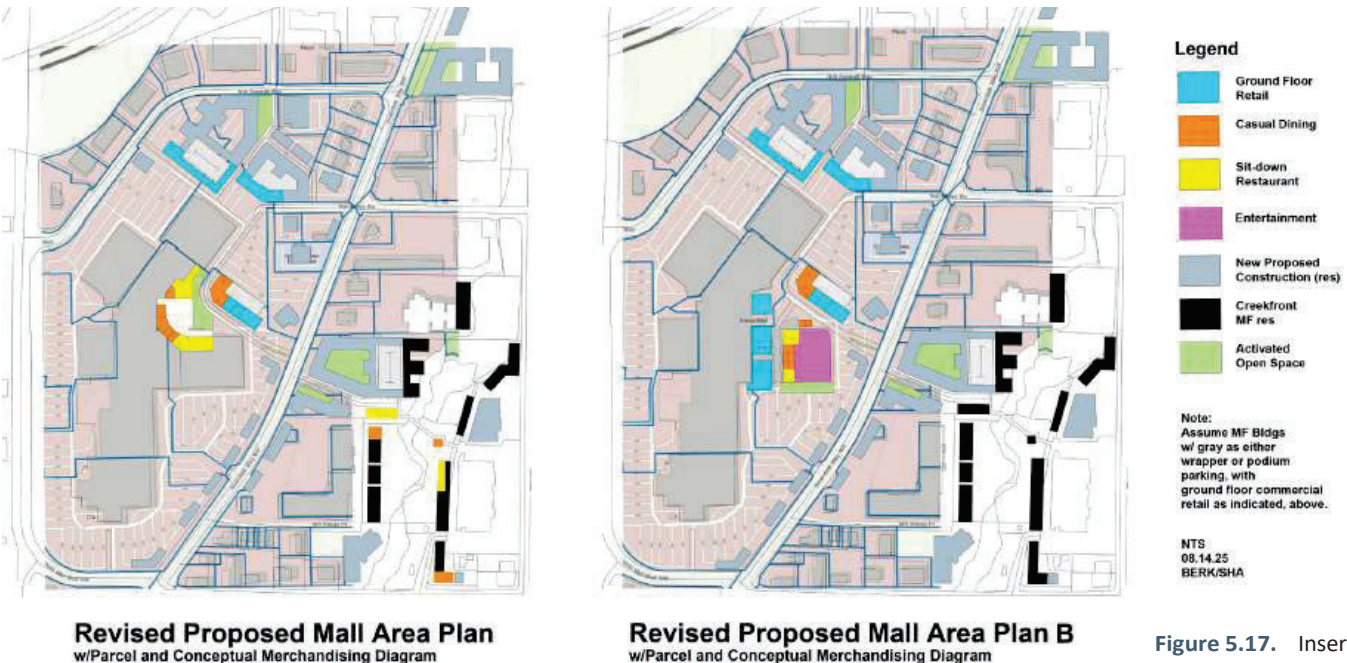 Legend
Ground Floor
Retail
Casual Dining
Sit-down
Restaurant
Entertainment
New Proposed
Construction (res)
Creekfront
MF res
Activated
Open Space
Note:
Assume MF Bldgs
w/ gray as either
wrapper or podium
parking, with
ground floor commercial
retail as indicated, above.
NTS
08.14.25
BERK/SHA
Revised Proposed Mall Area Plan
w/Parcel and Conceptual Merchandising Diagram
Revised Proposed Mall Area Plan B
w/Parcel and Conceptual Merchandising Diagram
Figure 5.17. Inser